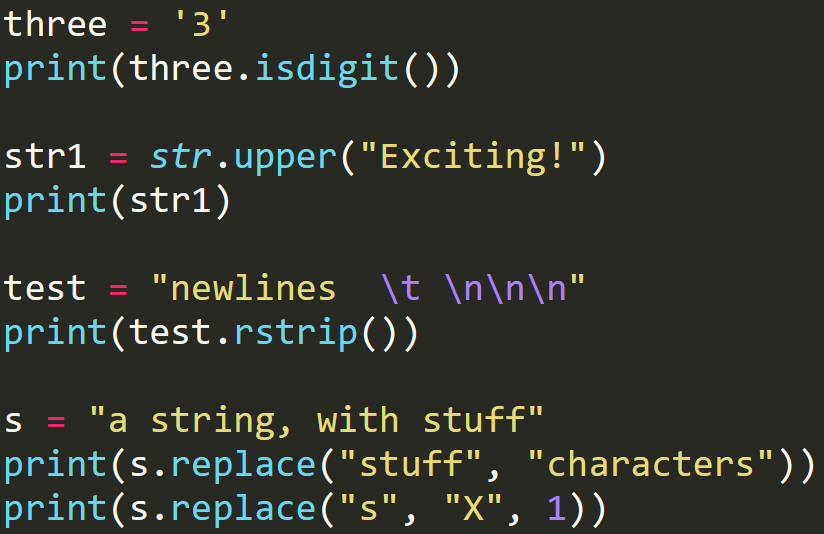 three = '3'
print(three.isdigit())
str1 = str.upper("Exciting!")
print(str1)
test = "newlines  \t \n\n\n"
print(test.rstrip())
s = "a string, with stuff"
print(s.replace("stuff", "characters"))
print(s.replace("s", "X", 1))